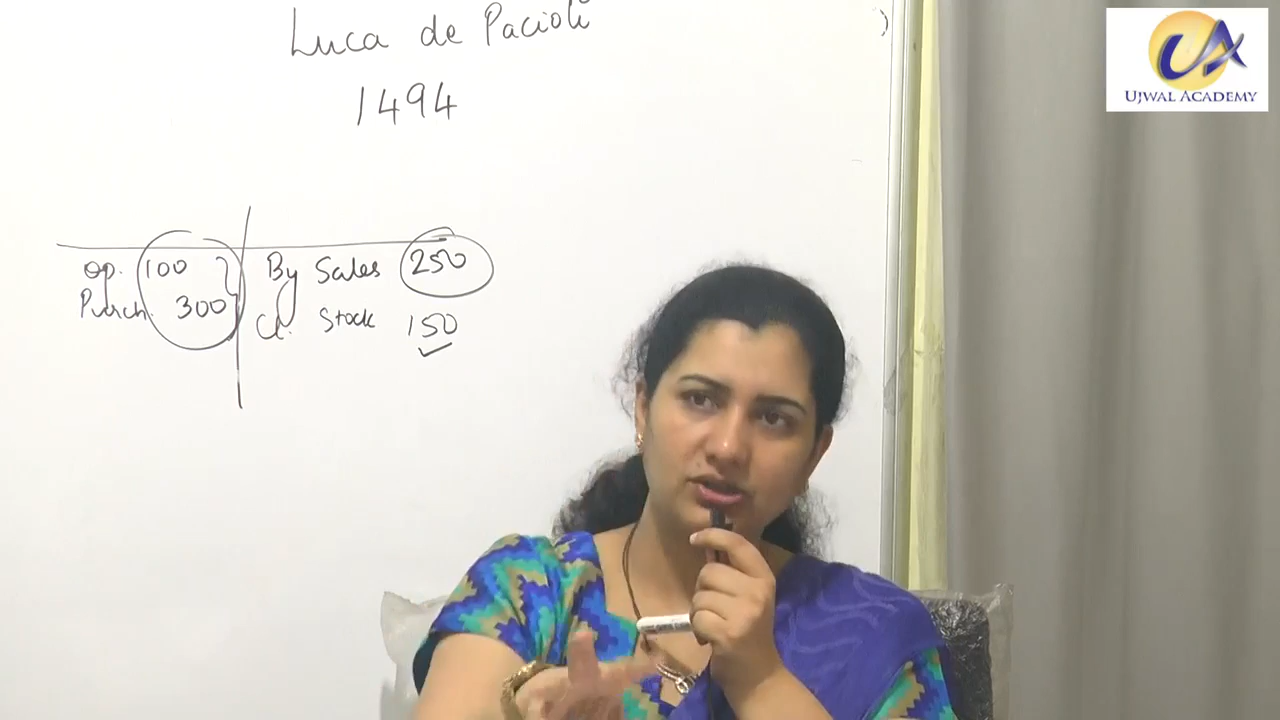 Luca de Pacioli
1494
Op. 100
Purch. 300
By Sales 250
Cl. Stock 150
UJWAL ACADEMY